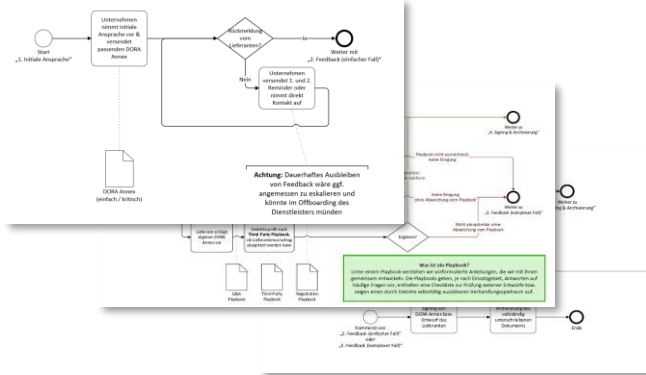 Unternehmen
nimmt initiale
Ansprache vor &
versendet
passenden DORA
Annex
Rückmeldung
vom
Lieferanten?
Ja
Start
„1. Initiale Ansprache“
Weiter mit
„2. Feedback (einfacher Fall)“
Nein
Unternehmen
versendet 1. und 2.
Reminder oder
nimmt direkt
Kontakt auf
DORA Annex
(einfach / kritisch)
Achtung: Dauerhaftes Ausbleiben
von Feedback wäre ggf.
angemessen zu eskalieren und
könnte im Offboarding des
Dienstleisters münden
Weiter zu
„4. Signing & Archivierung“
Playbook nicht ausreichend
keine Einigung
Keine Einigung
ohne Abweichung vom Playbook
Weiter zu
„2. Feedback (komplexer Fall)“
Nicht akzeptierbar ohne
Abweichung vom Playbook
Weiter zu
Signing & Archivierung“
Lieferant schlägt
eigenen DORA
Annex vor
Deloitte prüft nach
Third-Party Playbook,
ob Lieferantenvorschlag
akzeptiert werden kann
Ergebnis?
Q&A
Playbook
Third-Party
Playbook
Negotiation
Playbook
Was ist ein Playbook?
Unter einem Playbook verstehen wir vorformulierte Anleitungen, die wir mit Ihnen
gemeinsam entwickeln. Die Playbooks geben, je nach Einsatzgebiet, Antworten auf
häufige Fragen vor, enthalten eine Checkliste zur Prüfung externer Entwürfe bzw.
zeigen einen durch Deloitte selbsttätig ausübbaren Verhandlungsspielraum auf.
Kommend von
„2. Feedback (einfacher Fall)“
oder
„3. Feedback (komplexer Fall)“
Signing des
DORA Annex bzw.
Entwurf des
Lieferanten
Archivierung des
vollständig
unterschriebenen
Dokuments
Ende